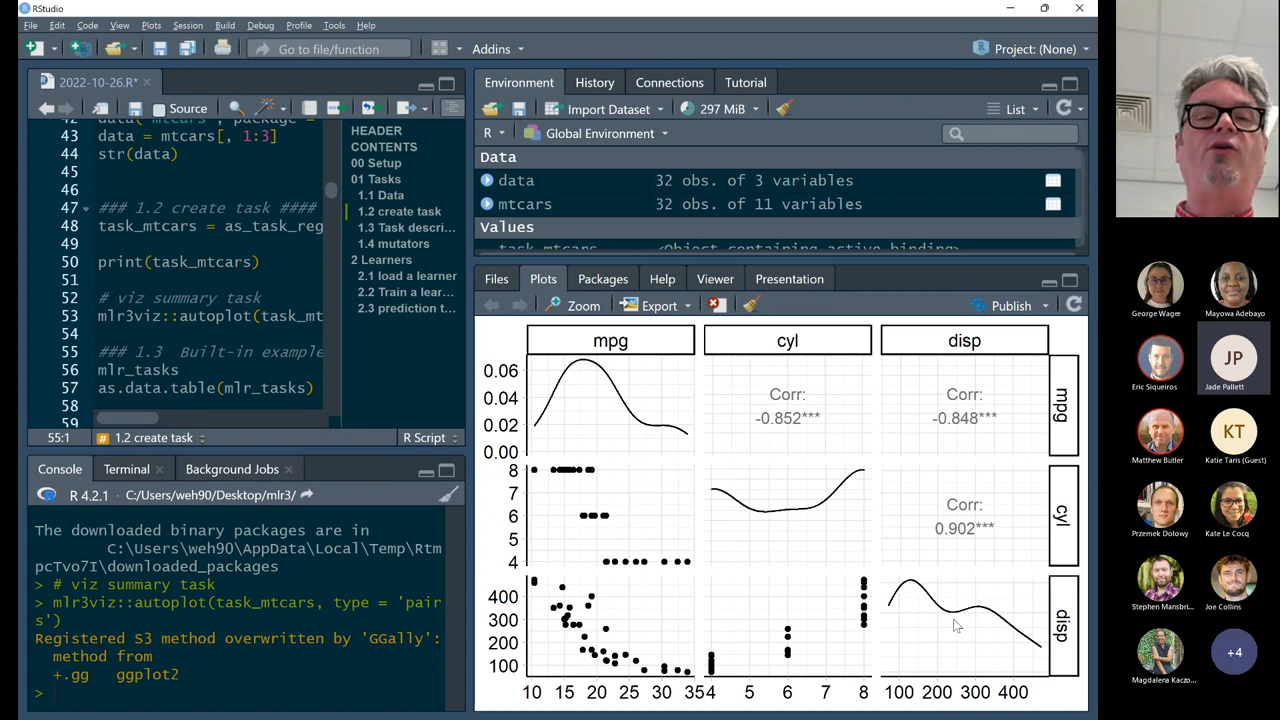 RStudio
File Edit Code View Plots Session Build Debug Profile Tools Help
Go to file/function
Addins
Project: (None)
2022-10-26.R*
Source
43 data = mtcars[, 1:3]
44 str(data)
45
46
47 ### 1.2 create task ####
48 task_mtcars = as_task_reg
49
50 print(task_mtcars)
51
52 # viz summary task
53 mlr3viz::autoplot(task_mt
54
55 ### 1.3 Built-in example
56 mlr_tasks
57 as.data.table(mlr_tasks)
58
59
HEADER
CONTENTS
00 Setup
01 Tasks
1.1 Data
1.2 create task
1.3 Task descri...
1.4 mutators
2 Learners
2.1 load a learner
2.2 Train a lear...
2.3 prediction t...
55:1
# 1.2 create task
R Script
Console Terminal Background Jobs
R 4.2.1 · C:/Users/weh90/Desktop/mlr3/
The downloaded binary packages are in
C:\Users\weh90\AppData\Local\Temp\Rtm
pcTvo7I\downloaded_packages
> # viz summary task
> mlr3viz::autoplot(task_mtcars, type = 'pair
s')
Registered S3 method overwritten by 'GGally':
method from
+.gg ggplot2
>
Environment History Connections Tutorial
Import Dataset
297 MiB
List
R
Global Environment
Data
data 32 obs. of 3 variables
mtcars 32 obs. of 11 variables
Values
task_mtcars <Object containing active binding>
Files Plots Packages Help Viewer Presentation
Zoom Export Publish
mpg cyl disp
0.06
0.04
0.02
0.00
Corr:
-0.852***
Corr:
-0.848***
mpg
8
7
6
5
4
Corr:
0.902***
cyl
400
300
200
100
disp
10 15 20 25 30 35 4 5 6 7 8 100 200 300 400
George Wager
Mayowa Adebayo
Eric Siqueiros
JP
Jade Pallett
Matthew Butler
KT
Katie Taris (Guest)
Przemek Dolowy
Kate Le Cocq
Stephen Mansbri...
Joe Collins
Magdalena Kaczo...
+4